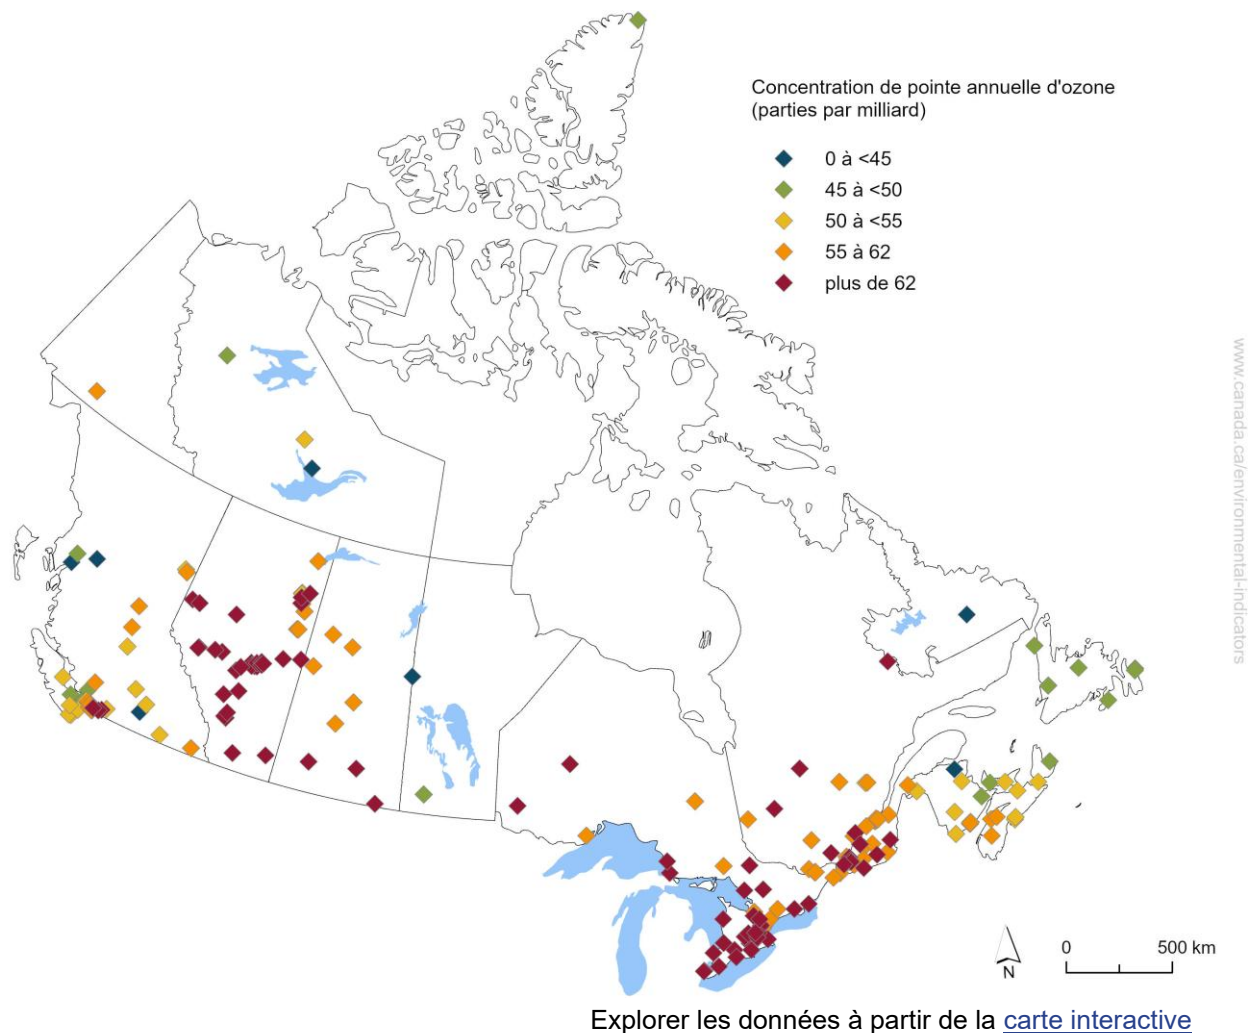 Concentration de pointe annuelle d'ozone
(parties par milliard)
0 à <45
45 à <50
50 à <55
55 à 62
plus de 62
www.canada.ca/environmental-indicators
N
0 500 km
Explorer les données à partir de la carte interactive